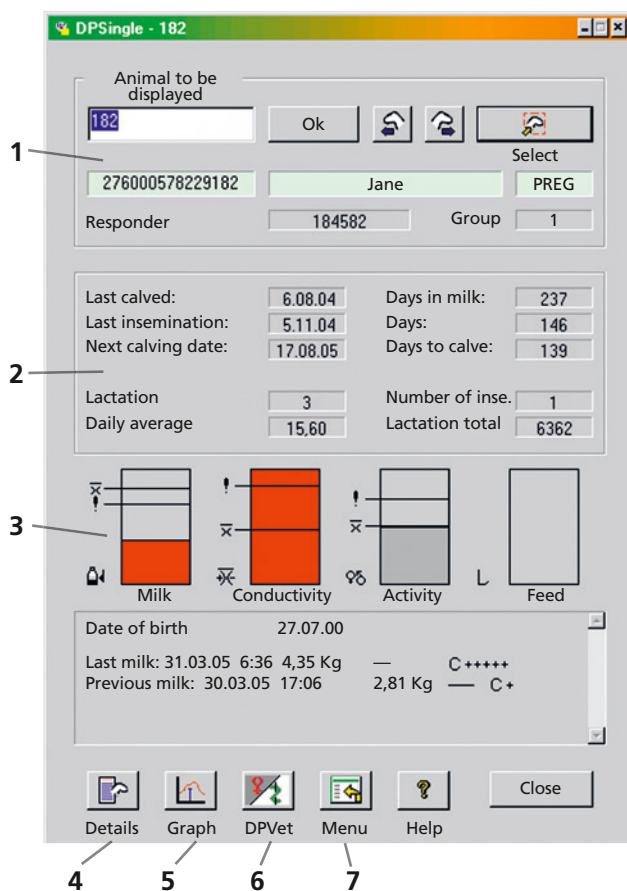 DPSingle - 182
Animal to be
displayed
182
Ok
Select
1
276000578229182 Jane PREG
Responder 184582 Group 1
Last calved: 6.08.04 Days in milk: 237
Last insemination: 5.11.04 Days: 146
Next calving date: 17.08.05 Days to calve: 139
2
Lactation 3 Number of inse. 1
Daily average 15,60 Lactation total 6362
3
Milk Conductivity Activity Feed
Date of birth 27.07.00
Last milk: 31.03.05 6:36 4,35 Kg — C +++++
Previous milk: 30.03.05 17:06 2,81 Kg — C +
Close
Details Graph DPVet Menu Help
4 5 6 7